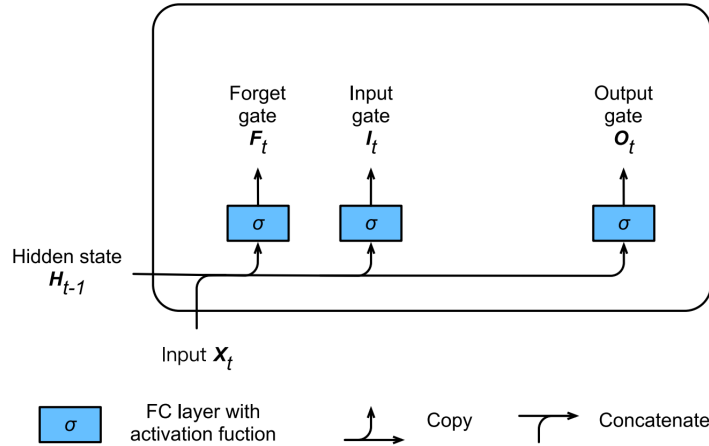 Forget
gate
F_t
Input
gate
I_t
Output
gate
O_t
σ
σ
σ
Hidden state
H_{t-1}
Input X_t
σ
FC layer with
activation fuction
Copy
Concatenate